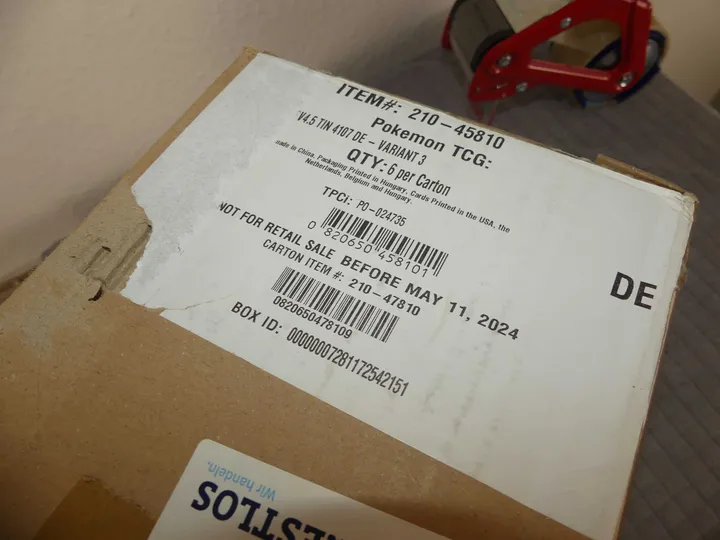 ITEM#: 210-45810
Pokemon TCG:
V4.5 TIN 4107 DE - VARIANT 3
QTY: 6 per Carton
made in China, Packaging Printed in Hungary, Cards Printed in the USA, the
Netherlands, Belgium and Hungary.
TPCi: PO-024735
0 820650 458101
NOT FOR RETAIL SALE BEFORE MAY 11, 2024
CARTON ITEM #: 210-47810
0820650478109
BOX ID: 00000007281172542151
DE
Wir handeln.
RESTLOS